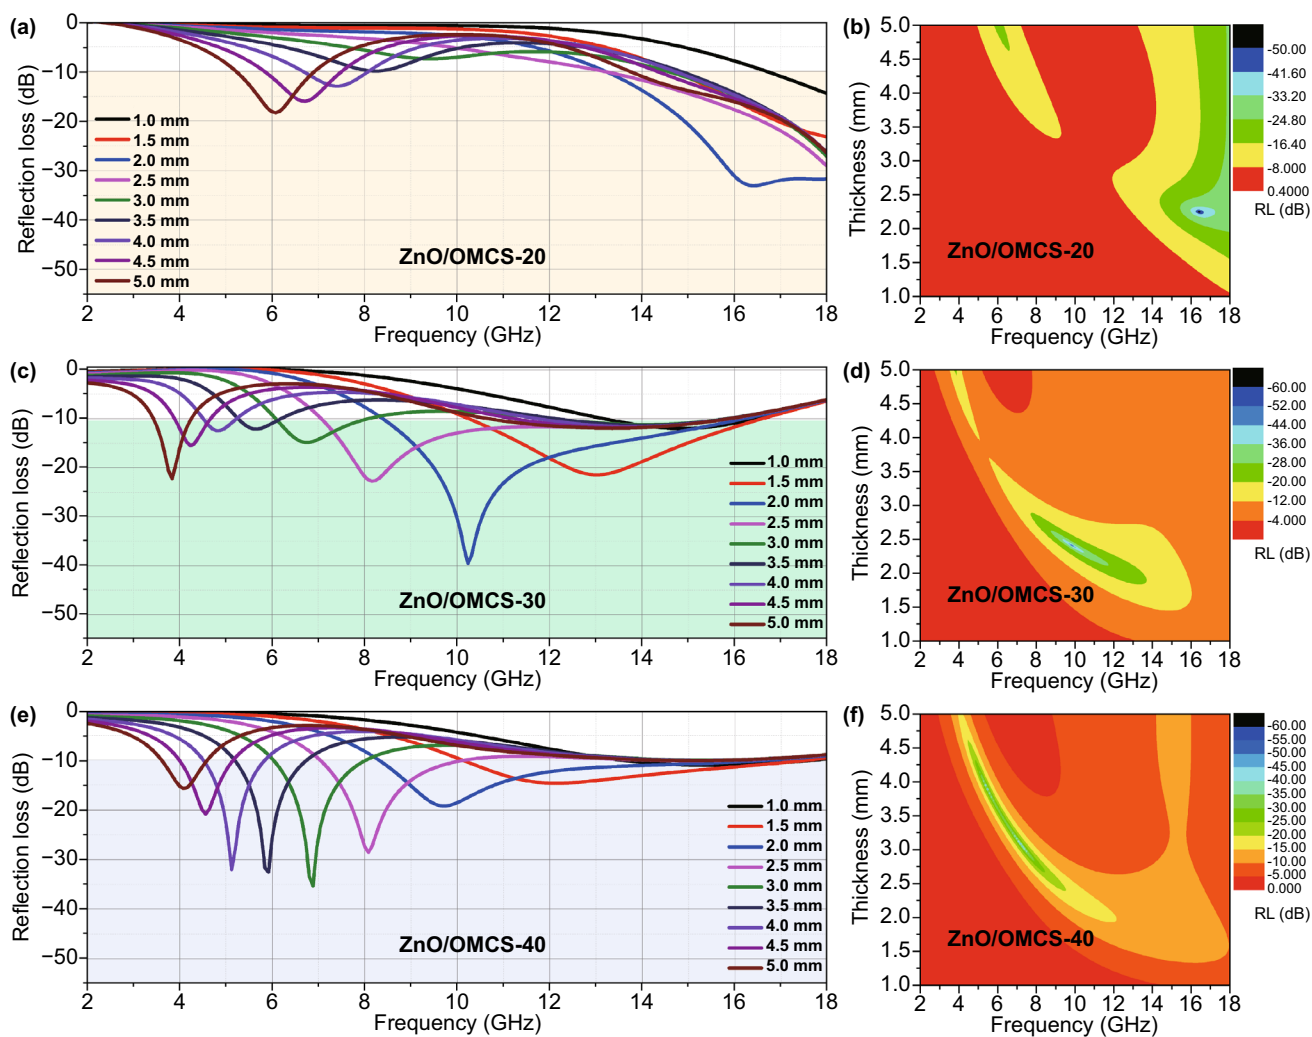 (a)
Reflection loss (dB)
0
−10
−20
−30
−40
−50
1.0 mm
1.5 mm
2.0 mm
2.5 mm
3.0 mm
3.5 mm
4.0 mm
4.5 mm
5.0 mm
ZnO/OMCS-20
2 4 6 8 10 12 14 16 18
Frequency (GHz)
(b)
Thickness (mm)
5.0
4.5
4.0
3.5
3.0
2.5
2.0
1.5
1.0
ZnO/OMCS-20
2 4 6 8 10 12 14 16 18
Frequency (GHz)
-50.00
-41.60
-33.20
-24.80
-16.40
-8.000
0.4000
RL (dB)
(c)
Reflection loss (dB)
0
−10
−20
−30
−40
−50
1.0 mm
1.5 mm
2.0 mm
2.5 mm
3.0 mm
3.5 mm
4.0 mm
4.5 mm
5.0 mm
ZnO/OMCS-30
2 4 6 8 10 12 14 16 18
Frequency (GHz)
(d)
Thickness (mm)
5.0
4.5
4.0
3.5
3.0
2.5
2.0
1.5
1.0
ZnO/OMCS-30
2 4 6 8 10 12 14 16 18
Frequency (GHz)
-60.00
-52.00
-44.00
-36.00
-28.00
-20.00
-12.00
-4.000
RL (dB)
(e)
Reflection loss (dB)
0
−10
−20
−30
−40
−50
1.0 mm
1.5 mm
2.0 mm
2.5 mm
3.0 mm
3.5 mm
4.0 mm
4.5 mm
5.0 mm
ZnO/OMCS-40
2 4 6 8 10 12 14 16 18
Frequency (GHz)
(f)
Thickness (mm)
5.0
4.5
4.0
3.5
3.0
2.5
2.0
1.5
1.0
ZnO/OMCS-40
2 4 6 8 10 12 14 16 18
Frequency (GHz)
-60.00
-55.00
-50.00
-45.00
-40.00
-35.00
-30.00
-25.00
-20.00
-15.00
-10.00
-5.000
0.000
RL (dB)